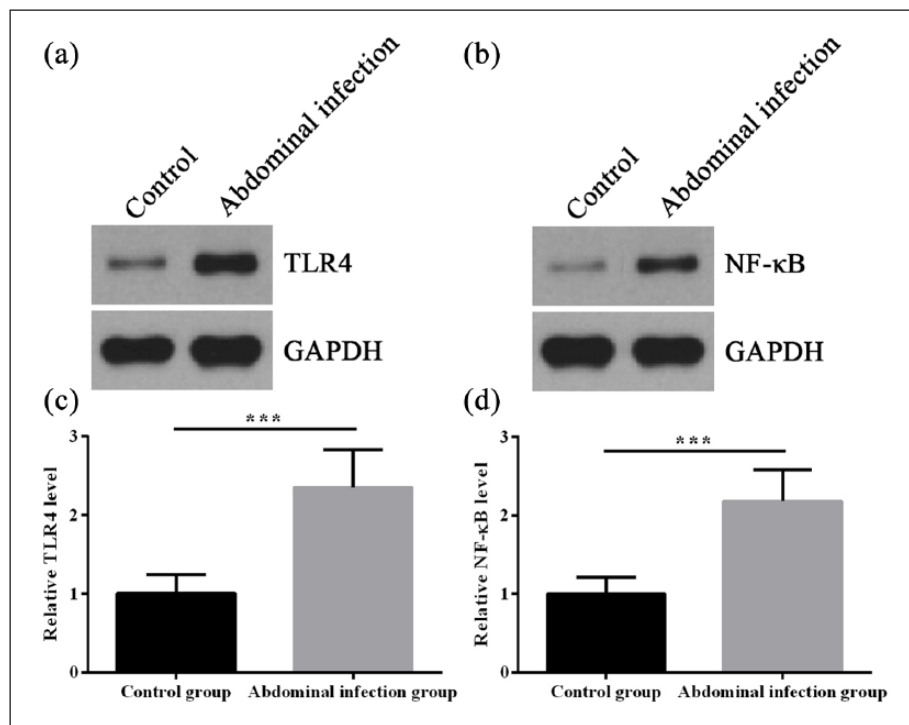 (a)
Control
Abdominal infection
TLR4
GAPDH
(b)
Control
Abdominal infection
NF-κB
GAPDH
(c)
***
Relative TLR4 level
3
2
1
0
Control group
Abdominal infection group
(d)
***
Relative NF-κB level
3
2
1
0
Control group
Abdominal infection group